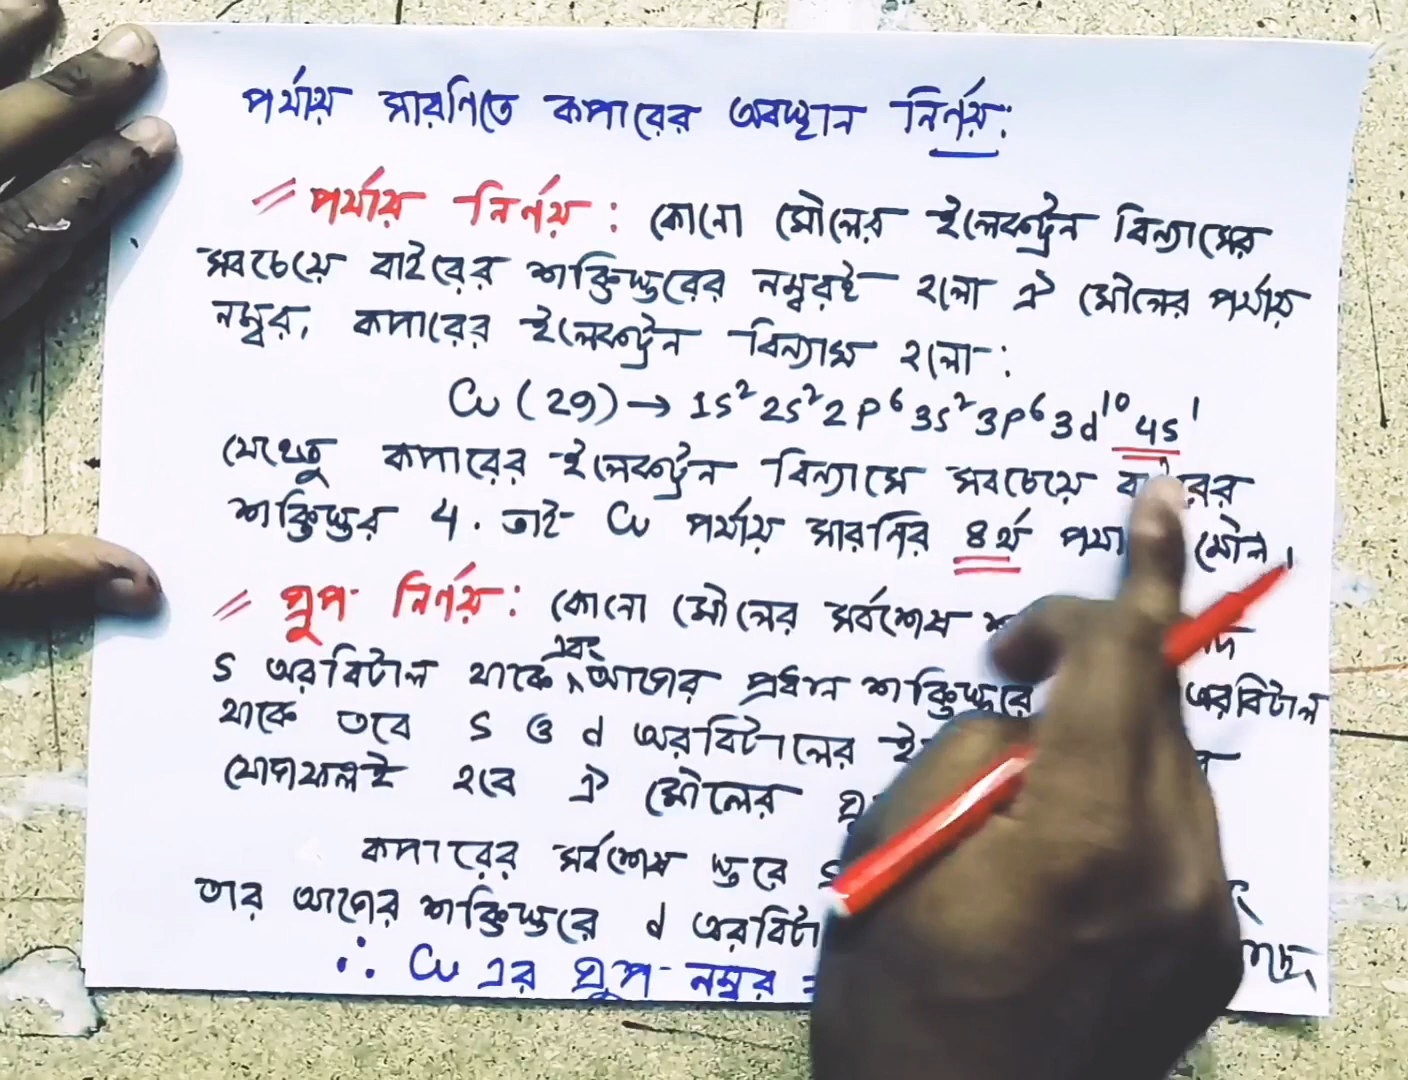 পর্যায় সারণিতে কপারের অবস্থান নির্ণয়:
পর্যায় নির্ণয়: কোনো মৌলের ইলেকট্রন বিন্যাসের
সবচেয়ে বাইরের শক্তিস্তরের নম্বরই হলো ঐ মৌলের পর্যায়
নম্বর, কপারের ইলেকট্রন বিন্যাস হলো:
Cu (29) → 1s² 2s² 2p⁶ 3s² 3p⁶ 3d¹⁰ 4s¹
যেহেতু কপারের ইলেকট্রন বিন্যাসে সবচেয়ে
শক্তিস্তর 4. তাই Cu পর্যায় সারনির ৪র্থ মৌল।
গ্রুপ নির্ণয়: কোনো মৌলের সর্বশেষ
s অরবিটাল থাকে এবং আগের প্রধান শক্তিস্তরে অরবিটাল
থাকে তবে s ও d অরবিটালের
যোগফলই হবে ঐ মৌলের
কপারের সর্বশেষ স্তরে s
তার আগের শক্তিস্তরে d
∴ Cu এর গ্রুপ নম্বর =